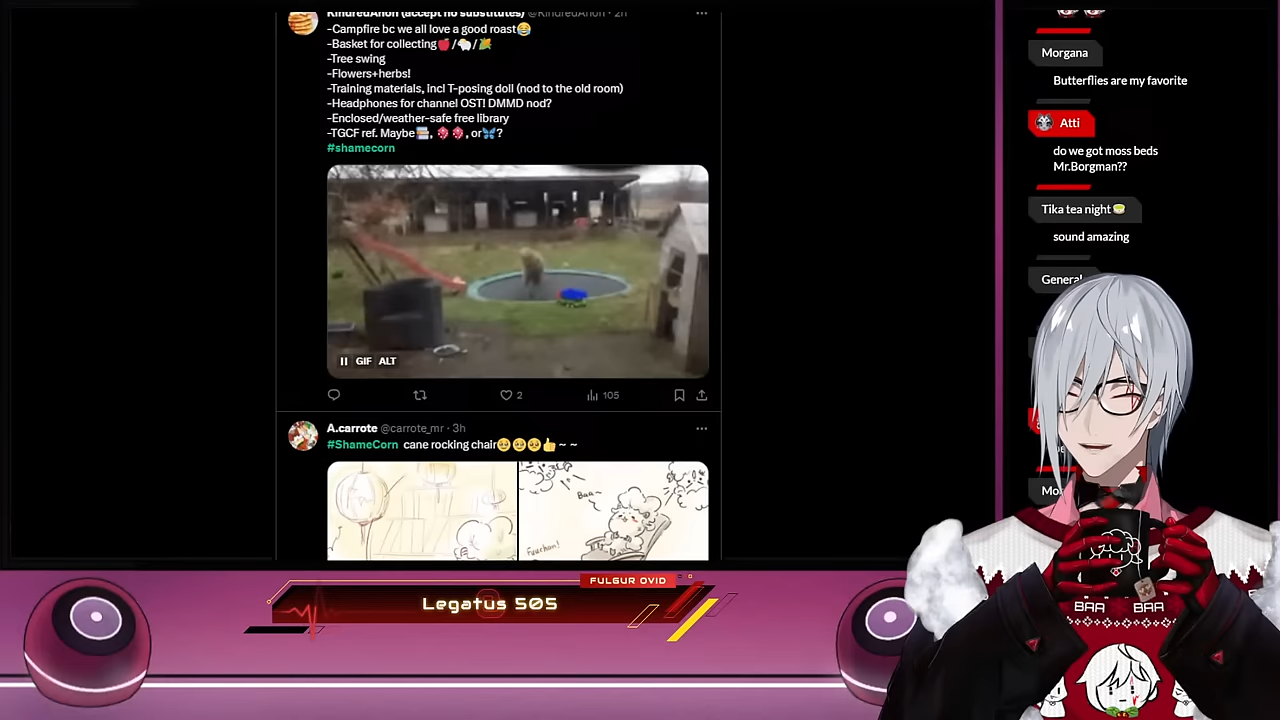 KindredAnon (accept no substitutes) @KindredAnon · 2h
-Campfire bc we all love a good roast😂
-Basket for collecting🍎/🐑/🌽
-Tree swing
-Flowers+herbs!
-Training materials, incl T-posing doll (nod to the old room)
-Headphones for channel OST! DMMD nod?
-Enclosed/weather-safe free library
-TGCF ref. Maybe📚, 🎲🎲, or🦋?
#shamecorn
GIF ALT
2
105
A.carrote @carrote_mr · 3h
#ShameCorn cane rocking chair🥺🥺🥺👍~ ~
Baa~
Fuuchan!
FULGUR OVID
Legatus 505
Morgana
Butterflies are my favorite
Atti
do we got moss beds
Mr.Borgman??
Tika tea night🍵
sound amazing
General
Mo
BAA BAA